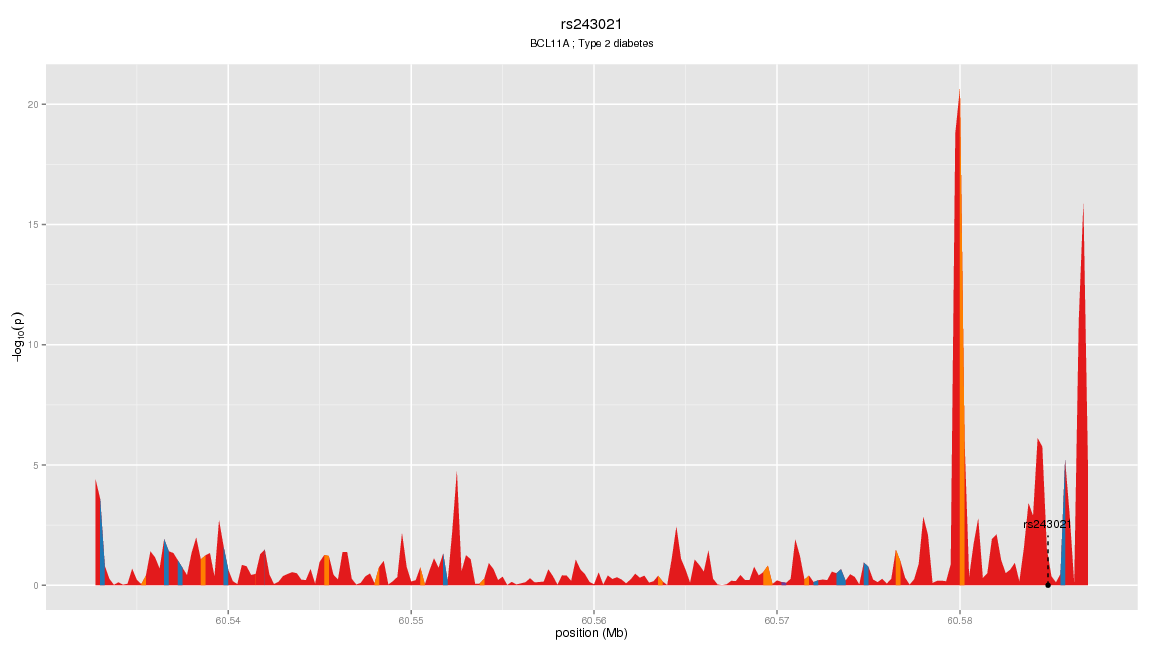 rs243021
BCL11A ; Type 2 diabetes
20
15
10
5
0
−log10(p)
rs243021
60.54
60.55
60.56
60.57
60.58
position (Mb)